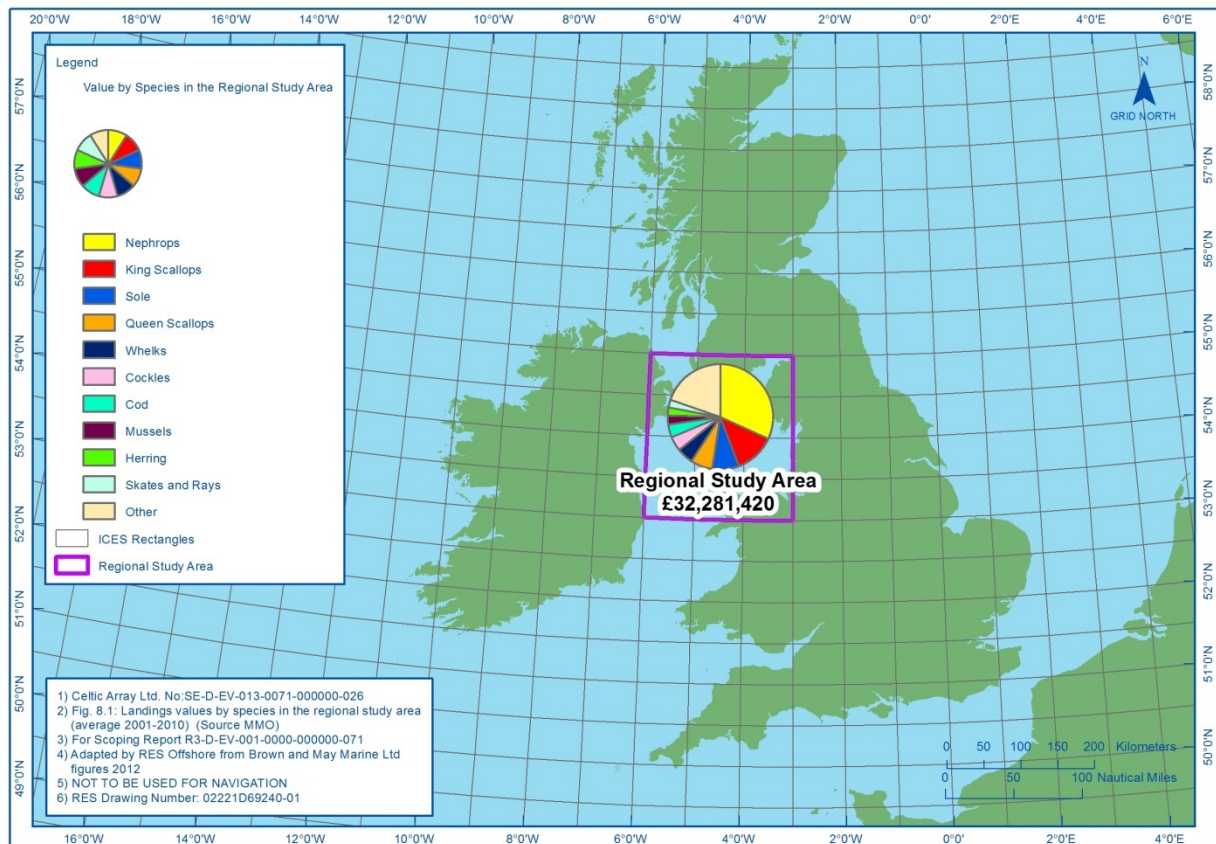 20°0'W 18°0'W 16°0'W 14°0'W 12°0'W 10°0'W 8°0'W 6°0'W 4°0'W 2°0'W 0°0' 2°0'E 4°0'E 6°0'E
Legend
Value by Species in the Regional Study Area
Nephrops
King Scallops
Sole
Queen Scallops
Whelks
Cockles
Cod
Mussels
Herring
Skates and Rays
Other
ICES Rectangles
Regional Study Area
N
GRID NORTH
57°0'N
56°0'N
55°0'N
54°0'N
53°0'N
52°0'N
51°0'N
50°0'N
49°0'N
58°0'N
57°0'N
56°0'N
55°0'N
54°0'N
53°0'N
52°0'N
51°0'N
50°0'N
Regional Study Area
£32,281,420
1) Celtic Array Ltd. No:SE-D-EV-013-0071-000000-026
2) Fig. 8.1: Landings values by species in the regional study area
(average 2001-2010) (Source MMO)
3) For Scoping Report R3-D-EV-001-0000-000000-071
4) Adapted by RES Offshore from Brown and May Marine Ltd
figures 2012
5) NOT TO BE USED FOR NAVIGATION
6) RES Drawing Number: 02221D69240-01
0 50 100 150 200 Kilometers
0 50 100 Nautical Miles
16°0'W 14°0'W 12°0'W 10°0'W 8°0'W 6°0'W 4°0'W 2°0'W 0°0' 2°0'E 4°0'E